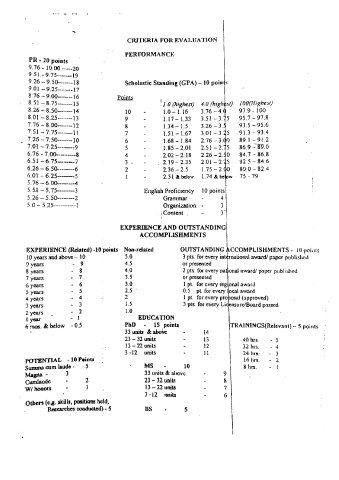 CRITERIA FOR EVALUATION
PERFORMANCE
PR - 20 points
9.76 - 10.00 -----20
9.51 - 9.75-------19
9.26 - 9.50-------18
9.01 - 9.25-------17
8.76 - 9.00-------16
8.51 - 8.75-------15
8.26 - 8.50-------14
8.01 - 8.25-------13
7.76 - 8.00-------12
7.51 - 7.75-------11
7.26 - 7.50-------10
7.01 - 7.25-------9
6.76 - 7.00-------8
6.51 - 6.75-------7
6.26 - 6.50-------6
6.01 - 6.25-------5
5.76 - 6.00-------4
5.51 - 5.75-------3
5.26 - 5.50-------2
5.0 - 5.25-------1
Scholastic Standing (GPA) – 10 points
Points
1.0 (highest) 4.0 (highest) 100(Highest)
10 - 1.0 – 1.16 3.76 – 4.0 97.9 - 100
9 - 1.17 – 1.33 3.51 – 3.75 95.7 – 97.8
8 - 1.34 – 1.5 3.26 – 3.5 93.5 – 95.6
7 - 1.51 – 1.67 3.01 – 3.25 91.3 – 93.4
6 - 1.68 – 1.84 2.76 – 3.00 89.1 – 91.2
5 - 1.85 – 2.01 2.51 – 2.75 86.9 – 89.0
4 - 2.02 – 2.18 2.26 – 2.50 84.7 – 86.8
3 - 2.19 – 2.35 2.01 – 2.25 82.5 – 84.6
2 - 2.36 – 2.5 1.75 – 2.00 80.0 – 82.4
1 - 2.51 & below 1.74 & below 75 - 79
English Proficiency 10 points
Grammar - 4
Organization - 3
Content - 3
EXPERIENCE AND OUTSTANDING
ACCOMPLISHMENTS
EXPERIENCE (Related) -10 points Non-related
10 years and above – 10 5.0
9 years - 9 4.5
8 years - 8 4.0
7 years - 7 3.5
6 years - 6 3.0
5 years - 5 2.5
4 years - 4 2
3 years - 3 1.5
2 years - 2 1.0
1 year - 1
6 mos. & below - 0.5
OUTSTANDING ACCOMPLISHMENTS - 10 points
3 pts. for every international award/ paper published
or presented
2 pts. for every national award/ paper published
or presented
1 pt. for every regional award
0.5 pt. for every local award
1 pt. for every proposal (approved)
3 pts. for every Licensure/Board passed
EDUCATION
PhD - 15 points
33 units & above - 14
23 – 32 units - 13
13 – 22 units - 12
3 -12 units - 11
MS - 10
33 units & above - 9
23 – 32 units - 8
13 – 22 units - 7
3 -12 units - 6
BS - 5
TRAININGS(Relevant) – 5 points
40 hrs. - 5
32 hrs. - 4
24 hrs. - 3
16 hrs. - 2
8 hrs. - 1
POTENTIAL - 10 Points
Summa cum laude - 5
Magna - 3
Cumlaude - 2
W/ honors - 1
Others (e.g. skills, positions held,
Researches conducted) - 5